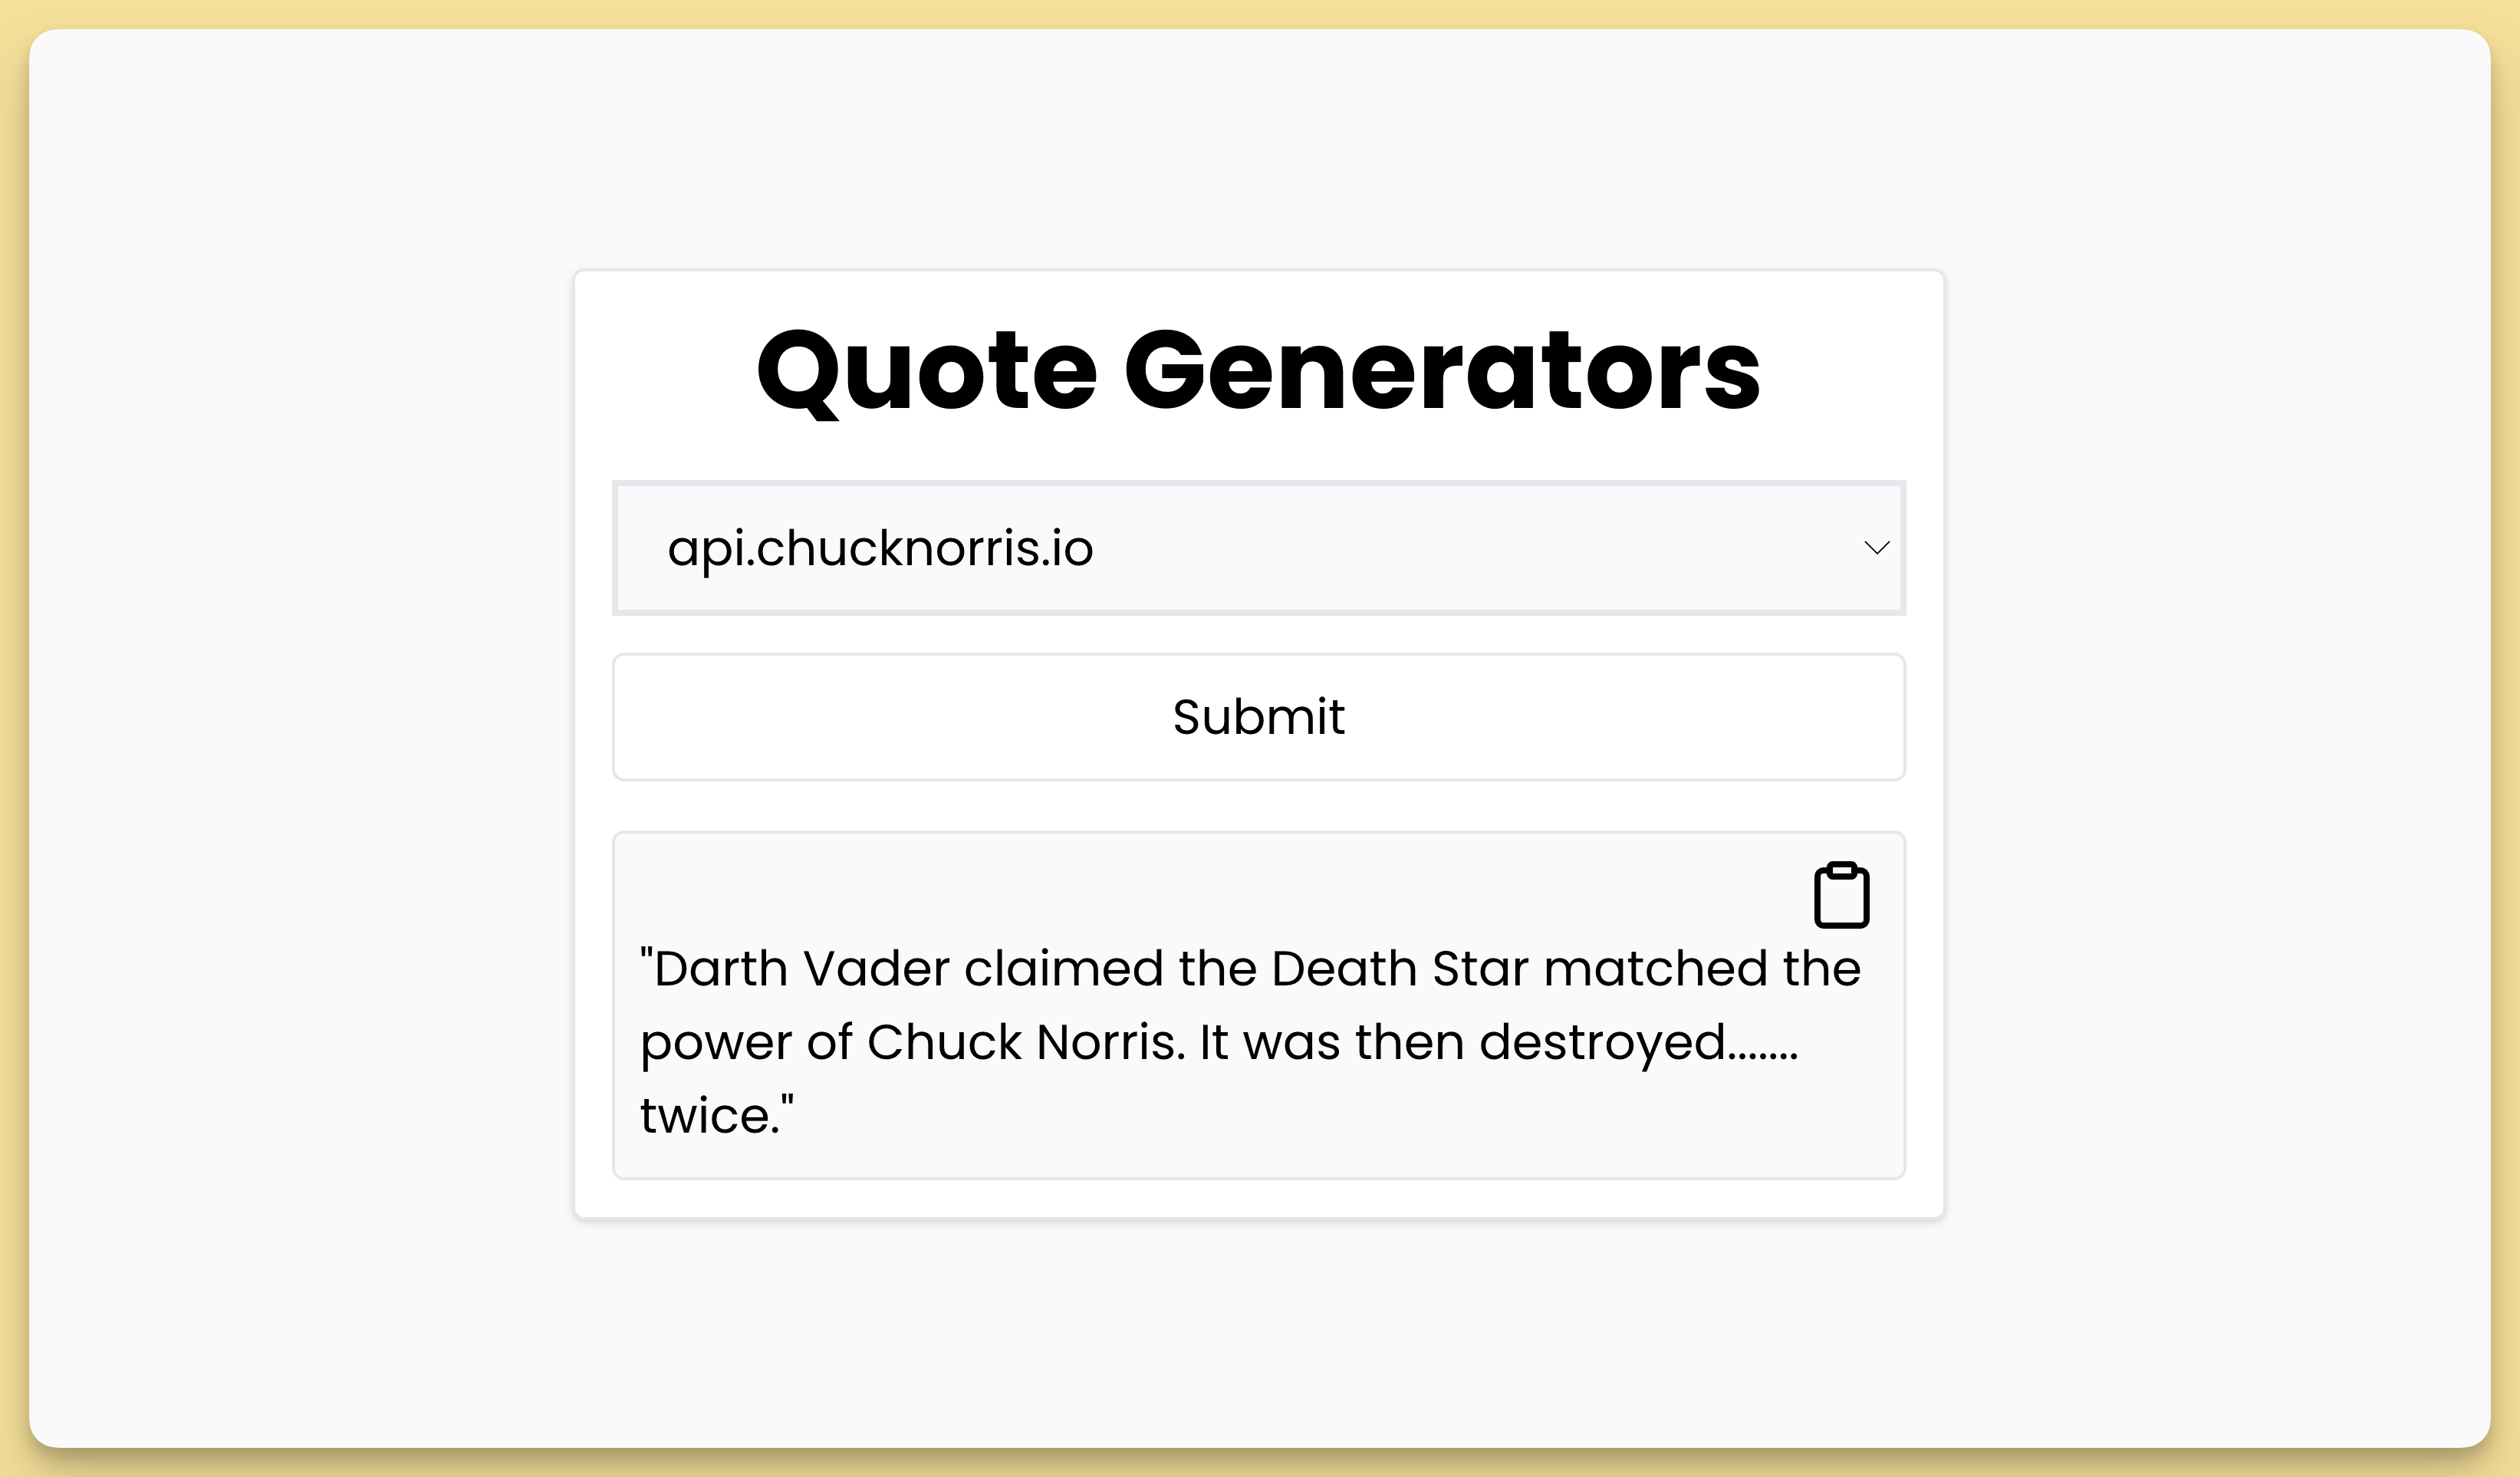 Quote Generators
api.chucknorris.io
Submit
"Darth Vader claimed the Death Star matched the
power of Chuck Norris. It was then destroyed.......
twice."